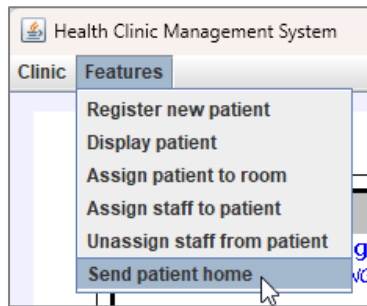 Health Clinic Management System
Clinic Features
Register new patient
Display patient
Assign patient to room
Assign staff to patient
Unassign staff from patient
Send patient home